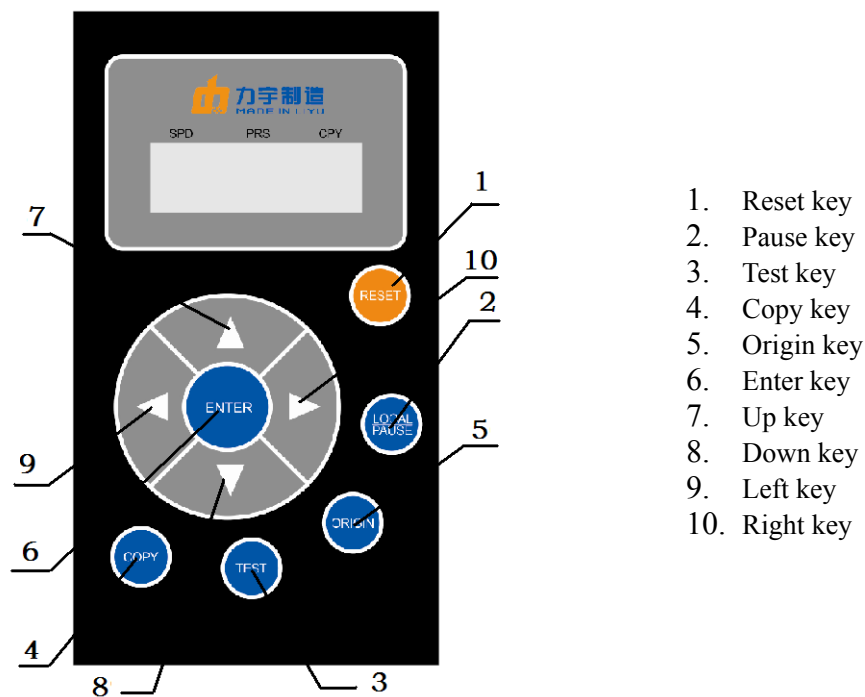 力宇制造
MADE IN LIYU
SPD PRS CPY
1
7
10
RESET
2
ENTER
LOCAL
PAUSE
5
9
ORIGIN
6
COPY
TEST
4
8
3
1. Reset key
2. Pause key
3. Test key
4. Copy key
5. Origin key
6. Enter key
7. Up key
8. Down key
9. Left key
10. Right key